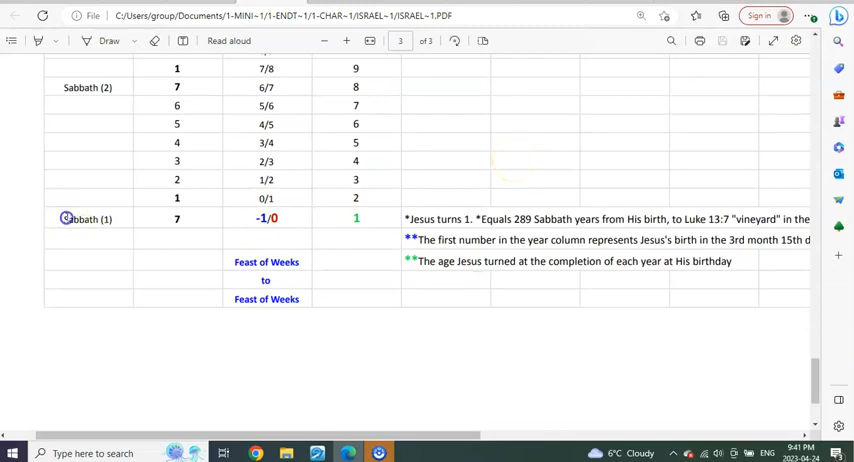 File
C:/Users/group/Documents/1-MINI~1/1-ENDT~1/1-CHAR~1/ISRAEL~1/ISRAEL~1.PDF
Sign in
Draw
Read aloud
3 of 3
1 7/8 9
Sabbath (2) 7 6/7 8
6 5/6 7
5 4/5 6
4 3/4 5
3 2/3 4
2 1/2 3
1 0/1 2
Sabbath (1) 7 -1/0 1 *Jesus turns 1. *Equals 289 Sabbath years from His birth, to Luke 13:7 "vineyard" in the
**The first number in the year column represents Jesus's birth in the 3rd month 15th d
Feast of Weeks **The age Jesus turned at the completion of each year at His birthday
to
Feast of Weeks
Type here to search
6°C Cloudy
ENG
9:41 PM
2023-04-24